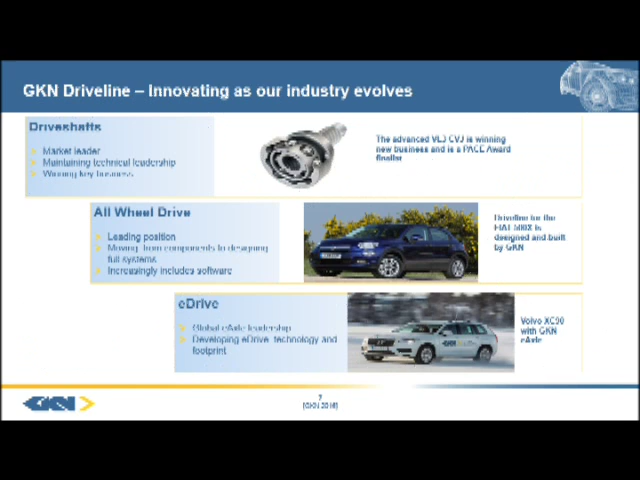 GKN Driveline – Innovating as our industry evolves
Driveshafts
Market leader
Maintaining technical leadership
Winning key business
The advanced VL3 CVJ is winning
new business and is a PACE Award
finalist
All Wheel Drive
Leading position
Moving from components to designing
full systems
Increasingly includes software
Driveline for the
FIAT 500X is
designed and built
by GKN
eDrive
Global eAxle leadership
Developing eDrive technology and
footprint
Volvo XC90
with GKN
eAxle
GKN
7